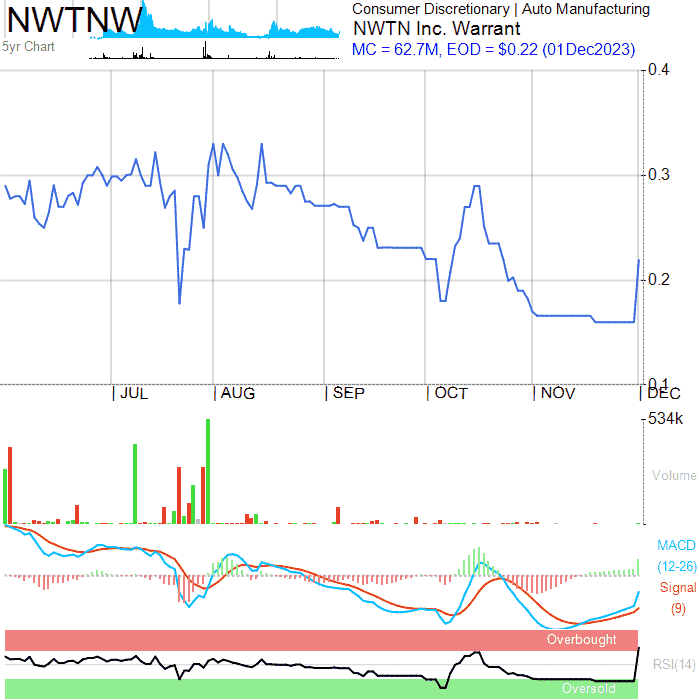 NWTNW
5yr Chart
Consumer Discretionary | Auto Manufacturing
NWTN Inc. Warrant
MC = 62.7M, EOD = $0.22 (01Dec2023)
0.4
0.3
0.2
0.1
JUL
AUG
SEP
OCT
NOV
DEC
534k
Volume
MACD
(12-26)
Signal
(9)
Overbought
RSI(14)
Oversold